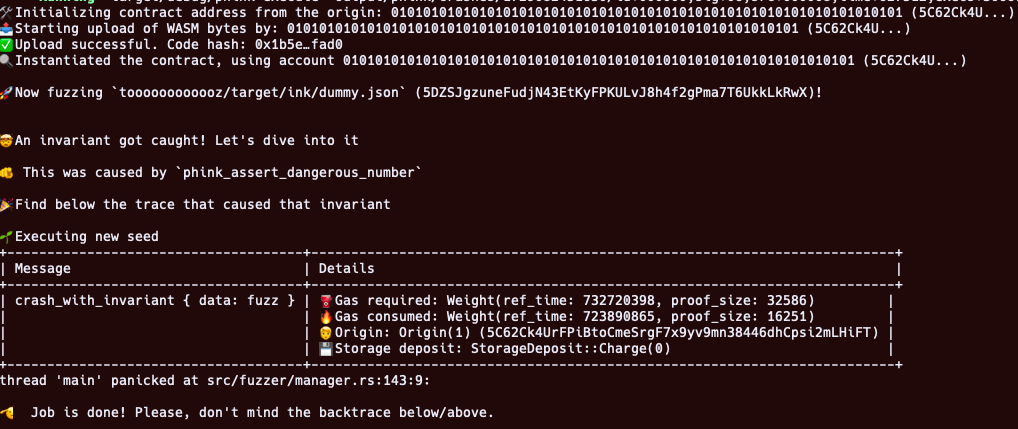 🛠️Initializing contract address from the origin: 0101010101010101010101010101010101010101010101010101010101010101 (5C62Ck4U...)
📤Starting upload of WASM bytes by: 0101010101010101010101010101010101010101010101010101010101010101 (5C62Ck4U...)
✅Upload successful. Code hash: 0x1b5e…fad0
🔍Instantiated the contract, using account 0101010101010101010101010101010101010101010101010101010101010101 (5C62Ck4U...)
🚀Now fuzzing `toooooooooooz/target/ink/dummy.json` (5DZSJgzuneFudjN43EtKyFPKULvJ8h4f2gPma7T6UkkLkRwX)!
🤯An invariant got caught! Let's dive into it
🫵 This was caused by `phink_assert_dangerous_number`
🎉Find below the trace that caused that invariant
🌱Executing new seed
| Message | Details |
| crash_with_invariant { data: fuzz } | ⛽Gas required: Weight(ref_time: 732720398, proof_size: 32586) |
| | 🔥Gas consumed: Weight(ref_time: 723890865, proof_size: 16251) |
| | 🧑Origin: Origin(1) (5C62Ck4UrFPiBtoCmeSrgF7x9yv9mn38446dhCpsi2mLHiFT) |
| | 💾Storage deposit: StorageDeposit::Charge(0) |
thread 'main' panicked at src/fuzzer/manager.rs:143:9:
🫡 Job is done! Please, don't mind the backtrace below/above.